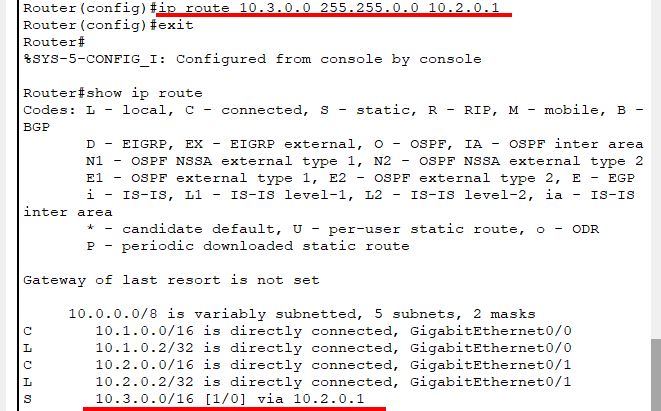 Router(config)#ip route 10.3.0.0 255.255.0.0 10.2.0.1
Router(config)#exit
Router#
%SYS-5-CONFIG_I: Configured from console by console

Router#show ip route
Codes: L - local, C - connected, S - static, R - RIP, M - mobile, B -
BGP
       D - EIGRP, EX - EIGRP external, O - OSPF, IA - OSPF inter area
       N1 - OSPF NSSA external type 1, N2 - OSPF NSSA external type 2
       E1 - OSPF external type 1, E2 - OSPF external type 2, E - EGP
       i - IS-IS, L1 - IS-IS level-1, L2 - IS-IS level-2, ia - IS-IS
inter area
       * - candidate default, U - per-user static route, o - ODR
       P - periodic downloaded static route

Gateway of last resort is not set

     10.0.0.0/8 is variably subnetted, 5 subnets, 2 masks
C       10.1.0.0/16 is directly connected, GigabitEthernet0/0
L       10.1.0.2/32 is directly connected, GigabitEthernet0/0
C       10.2.0.0/16 is directly connected, GigabitEthernet0/1
L       10.2.0.2/32 is directly connected, GigabitEthernet0/1
S       10.3.0.0/16 [1/0] via 10.2.0.1